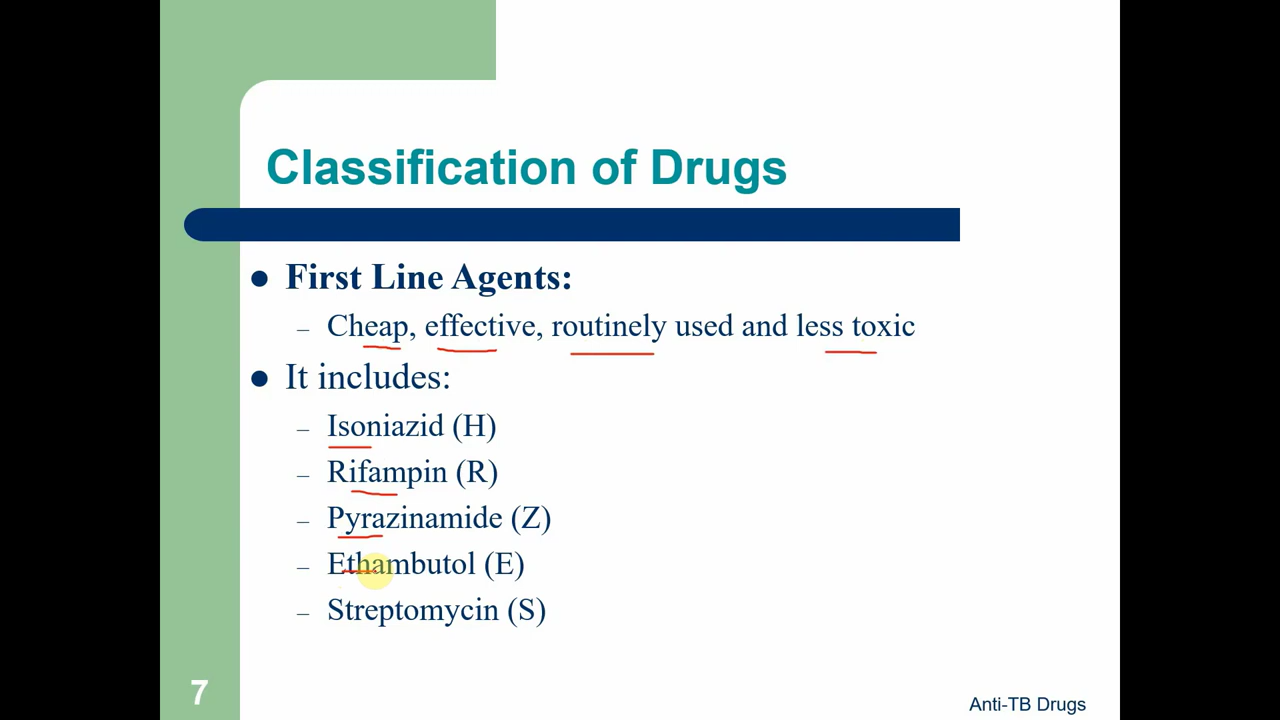 Classification of Drugs
● First Line Agents:
– Cheap, effective, routinely used and less toxic
● It includes:
– Isoniazid (H)
– Rifampin (R)
– Pyrazinamide (Z)
– Ethambutol (E)
– Streptomycin (S)
7
Anti-TB Drugs